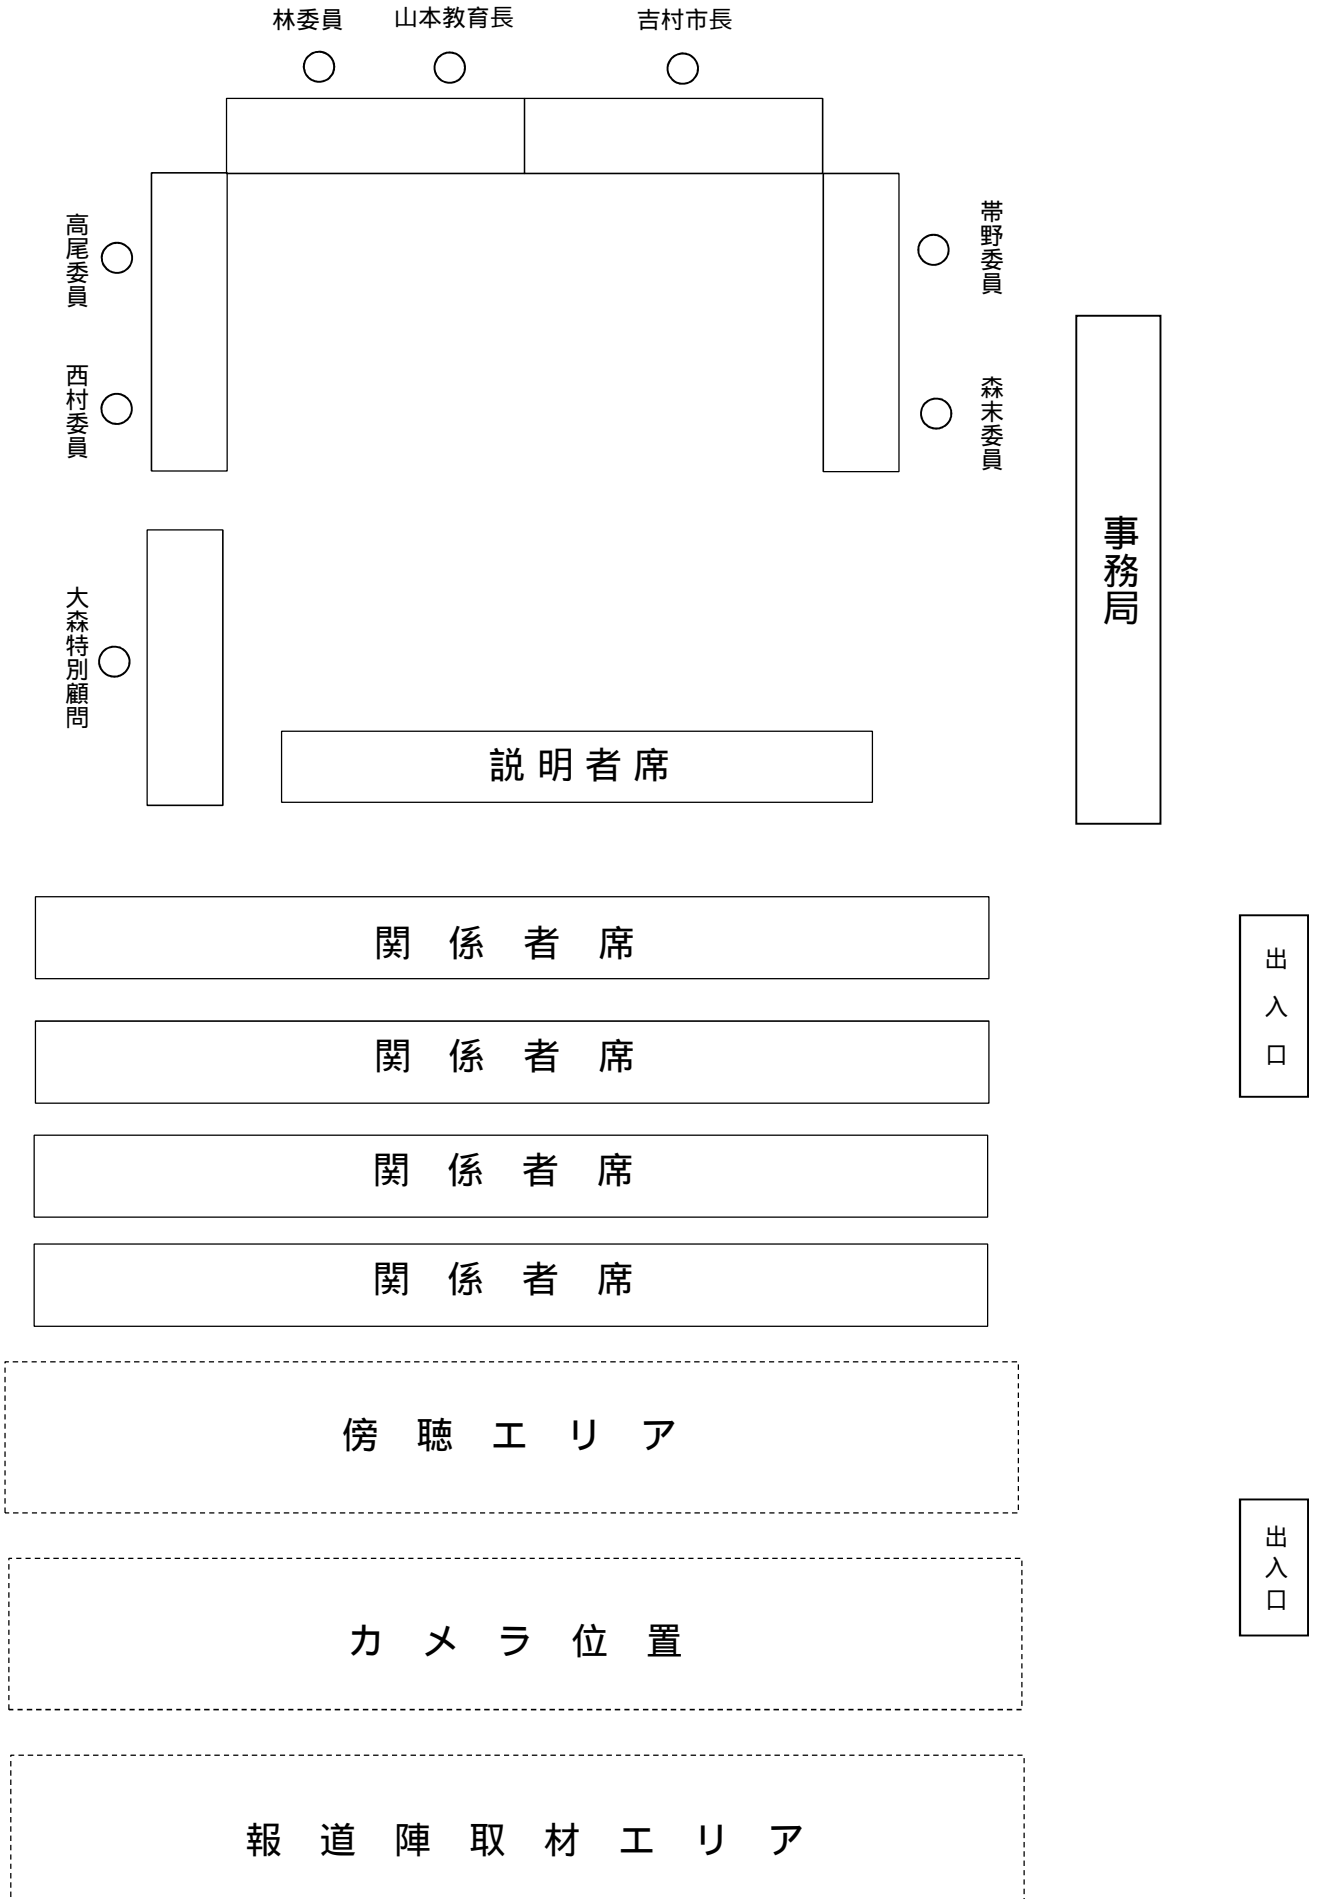 林委員
山本教育長
吉村市長
高尾委員
帯野委員
西村委員
森末委員
事務局
大森特別顧問
説明者席
関係者席
出入口
関係者席
関係者席
関係者席
傍聴エリア
出入口
カメラ位置
報道陣取材エリア